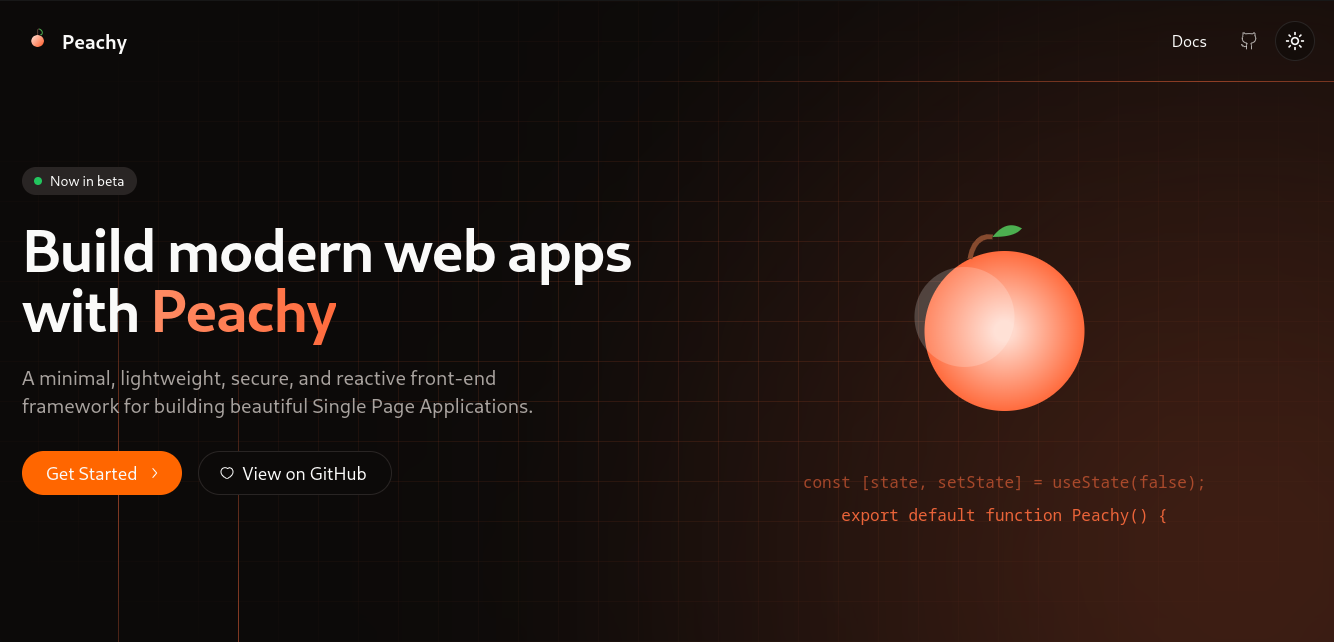 Peachy
Docs
Now in beta
Build modern web apps
with Peachy
A minimal, lightweight, secure, and reactive front-end
framework for building beautiful Single Page Applications.
Get Started
View on GitHub
const [state, setState] = useState(false);
export default function Peachy() {